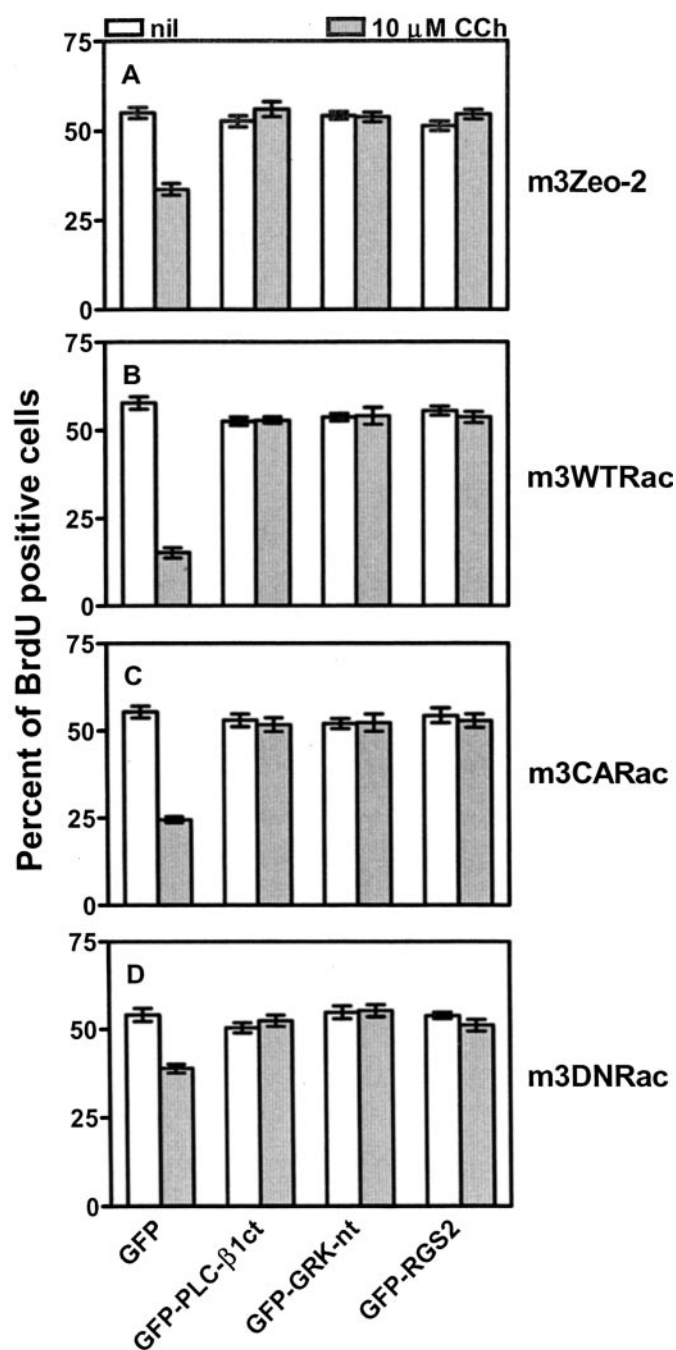 nil 10 μM CCh
Percent of BrdU positive cells
75
A
50
25
0
m3Zeo-2
75
B
50
25
0
m3WTRac
75
C
50
25
0
m3CARac
75
D
50
25
0
m3DNRac
GFP
GFP-PLC-β1ct
GFP-GRK-nt
GFP-RGS2